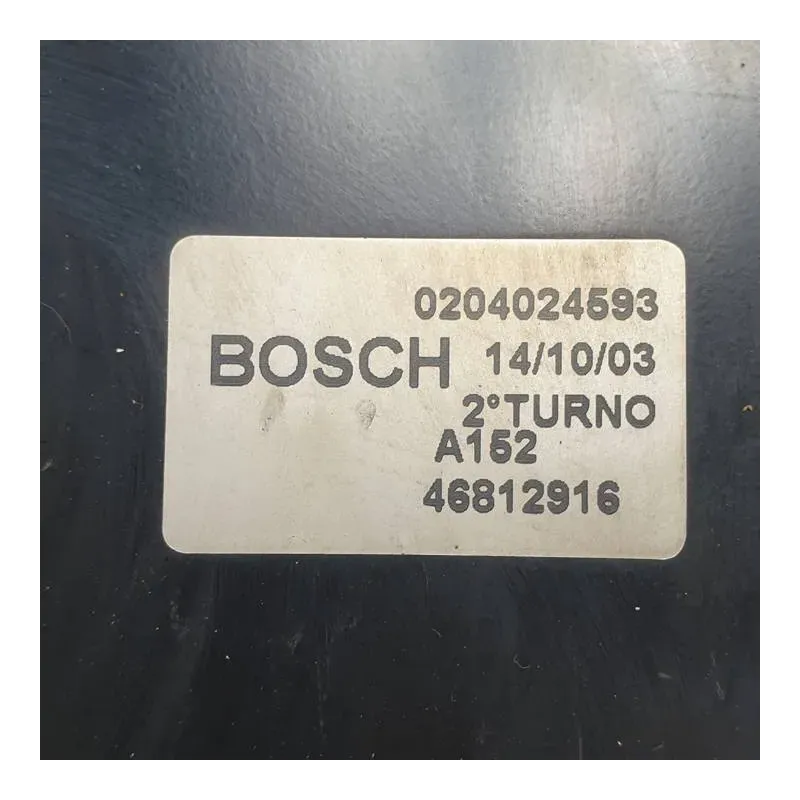 0204024593
BOSCH 14/10/03
2°TURNO
A152
46812916